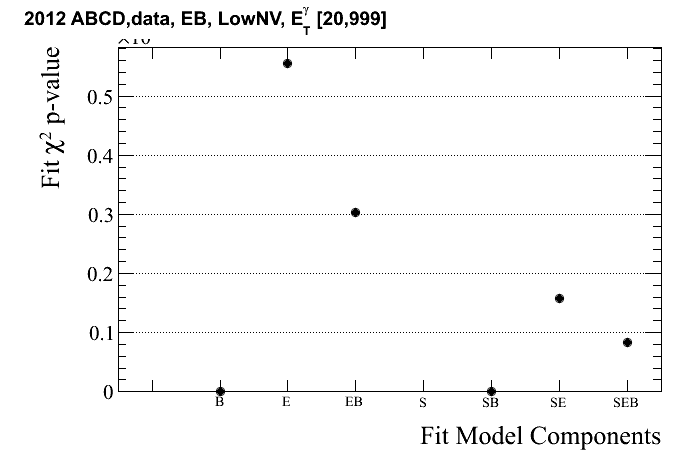 2012 ABCD,data, EB, LowNV, E_T^γ [20,999]
Fit χ² p-value
0.5
0.4
0.3
0.2
0.1
0
B E EB S SB SE SEB
Fit Model Components